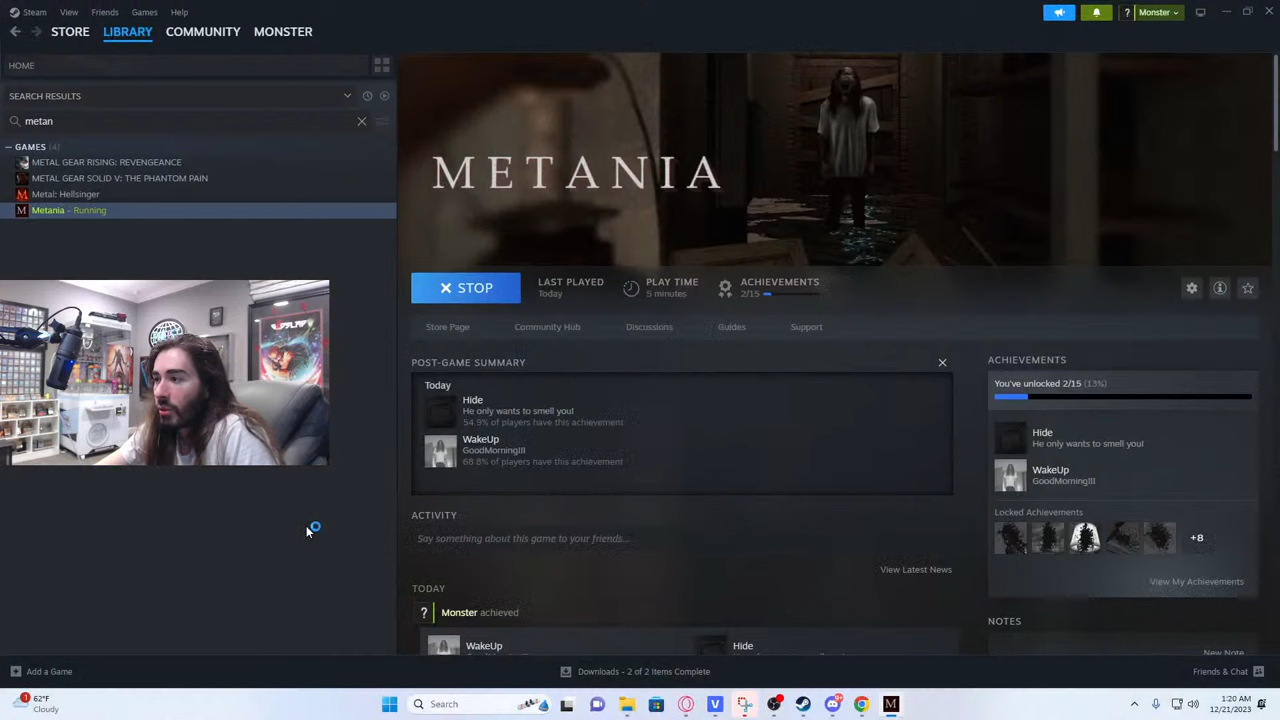 Steam View Friends Games Help
Monster
STORE LIBRARY COMMUNITY MONSTER
HOME
SEARCH RESULTS
metan
GAMES (4)
METAL GEAR RISING: REVENGEANCE
METAL GEAR SOLID V: THE PHANTOM PAIN
Metal: Hellsinger
Metania - Running
METANIA
STOP
LAST PLAYED
Today
PLAY TIME
5 minutes
ACHIEVEMENTS
2/15
Store Page Community Hub Discussions Guides Support
POST-GAME SUMMARY
Today
Hide
He only wants to smell you!
54.9% of players have this achievement
WakeUp
GoodMorning!!!
68.8% of players have this achievement
ACHIEVEMENTS
You've unlocked 2/15 (13%)
Hide
He only wants to smell you!
WakeUp
GoodMorning!!!
Locked Achievements
+8
View My Achievements
ACTIVITY
Say something about this game to your friends...
View Latest News
TODAY
Monster achieved
WakeUp
Hide
NOTES
New Note
Add a Game
Downloads - 2 of 2 Items Complete
Friends & Chat
62°F
Cloudy
Search
1:20 AM
12/21/2023